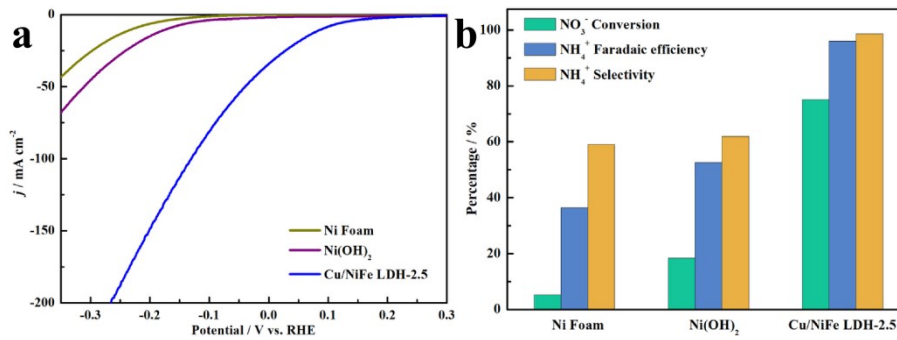 a
j / mA cm⁻²
0
-50
-100
-150
-200
Ni Foam
Ni(OH)₂
Cu/NiFe LDH-2.5
-0.3 -0.2 -0.1 0.0 0.1 0.2 0.3
Potential / V vs. RHE
b
Percentage / %
100
80
60
40
20
0
NO₃⁻ Conversion
NH₄⁺ Faradaic efficiency
NH₄⁺ Selectivity
Ni Foam Ni(OH)₂ Cu/NiFe LDH-2.5